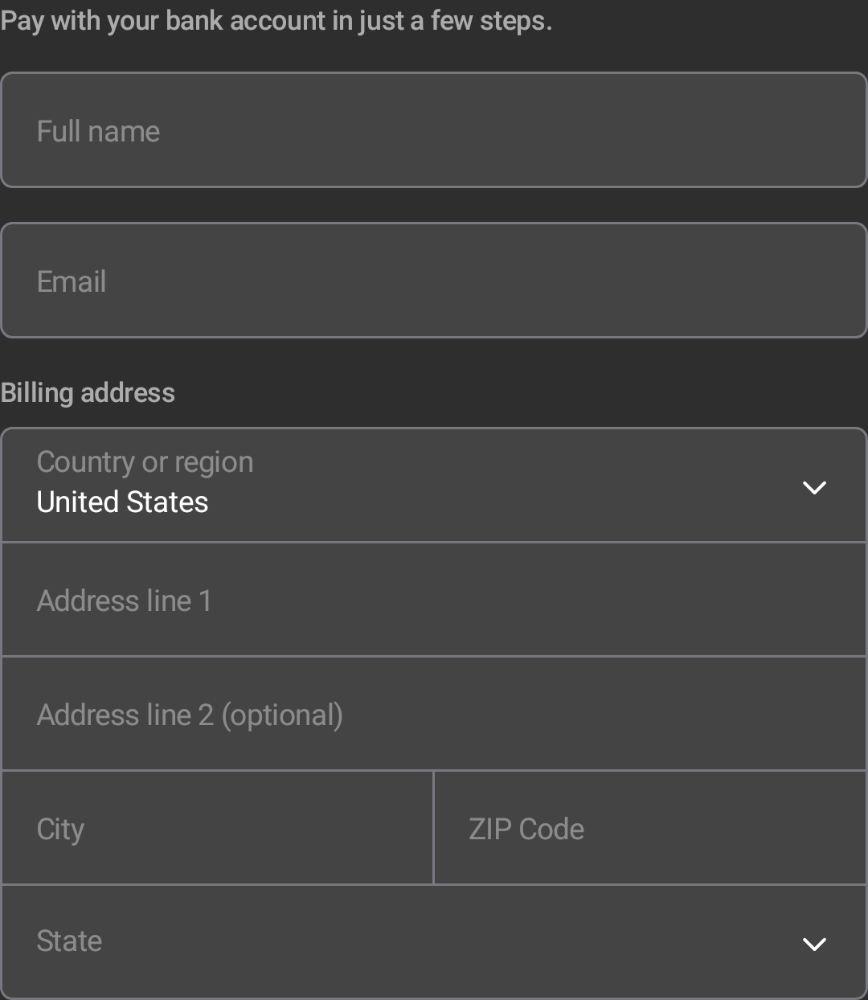 Pay with your bank account in just a few steps.
Full name
Email
Billing address
Country or region
United States
Address line 1
Address line 2 (optional)
City
ZIP Code
State